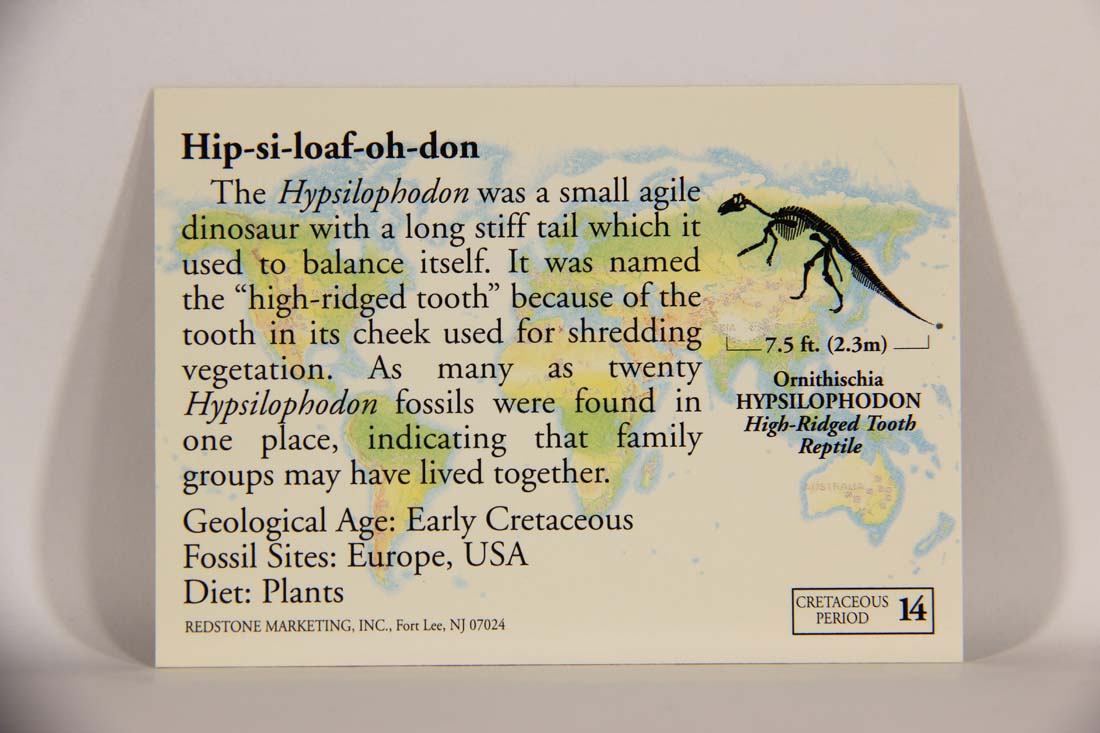 Hip-si-loaf-oh-don
The Hypsilophodon was a small agile
dinosaur with a long stiff tail which it
used to balance itself. It was named
the “high-ridged tooth” because of the
tooth in its cheek used for shredding
vegetation. As many as twenty
Hypsilophodon fossils were found in
one place, indicating that family
groups may have lived together.
Geological Age: Early Cretaceous
Fossil Sites: Europe, USA
Diet: Plants
REDSTONE MARKETING, INC., Fort Lee, NJ 07024
7.5 ft. (2.3m)
Ornithischia
HYPSILOPHODON
High-Ridged Tooth
Reptile
AUSTRALIA
CRETACEOUS
PERIOD
14